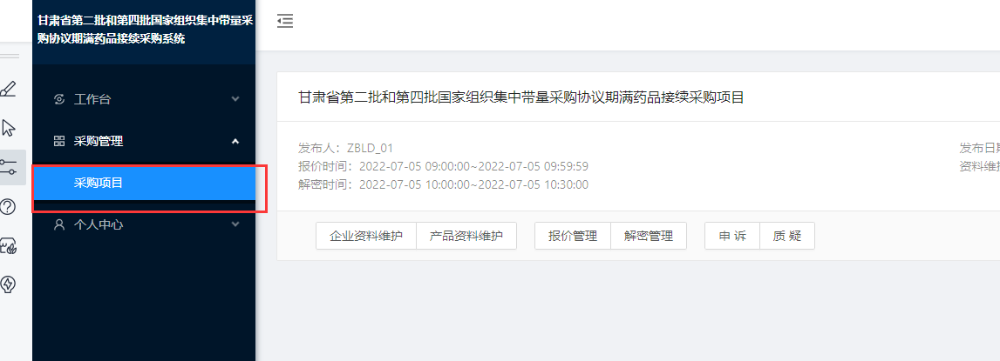 甘肃省第二批和第四批国家组织集中带量采
购协议期满药品接续采购系统
工作台
采购管理
采购项目
个人中心
甘肃省第二批和第四批国家组织集中带量采购协议期满药品接续采购项目
发布人：ZBLD_01
发布日
报价时间：2022-07-05 09:00:00~2022-07-05 09:59:59
资料维
解密时间：2022-07-05 10:00:00~2022-07-05 10:30:00
企业资料维护 产品资料维护 报价管理 解密管理 申 诉 质 疑